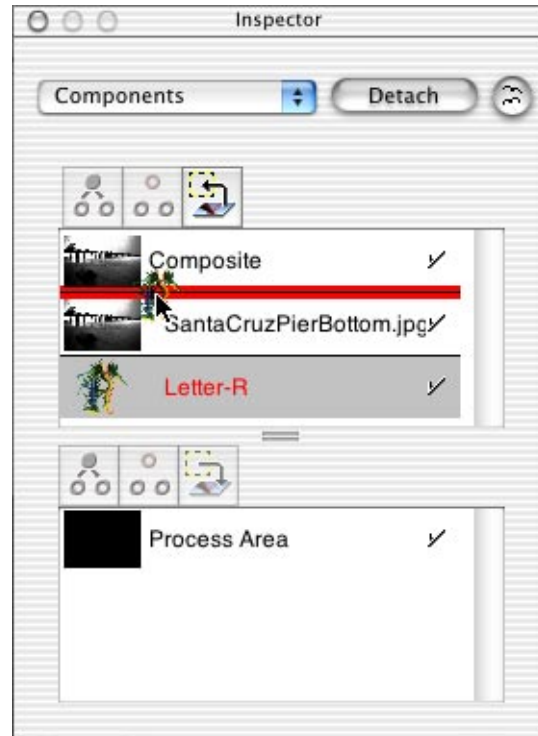 Inspector
Components
Detach
Composite
SantaCruzPierBottom.jpg
Letter-R
Process Area